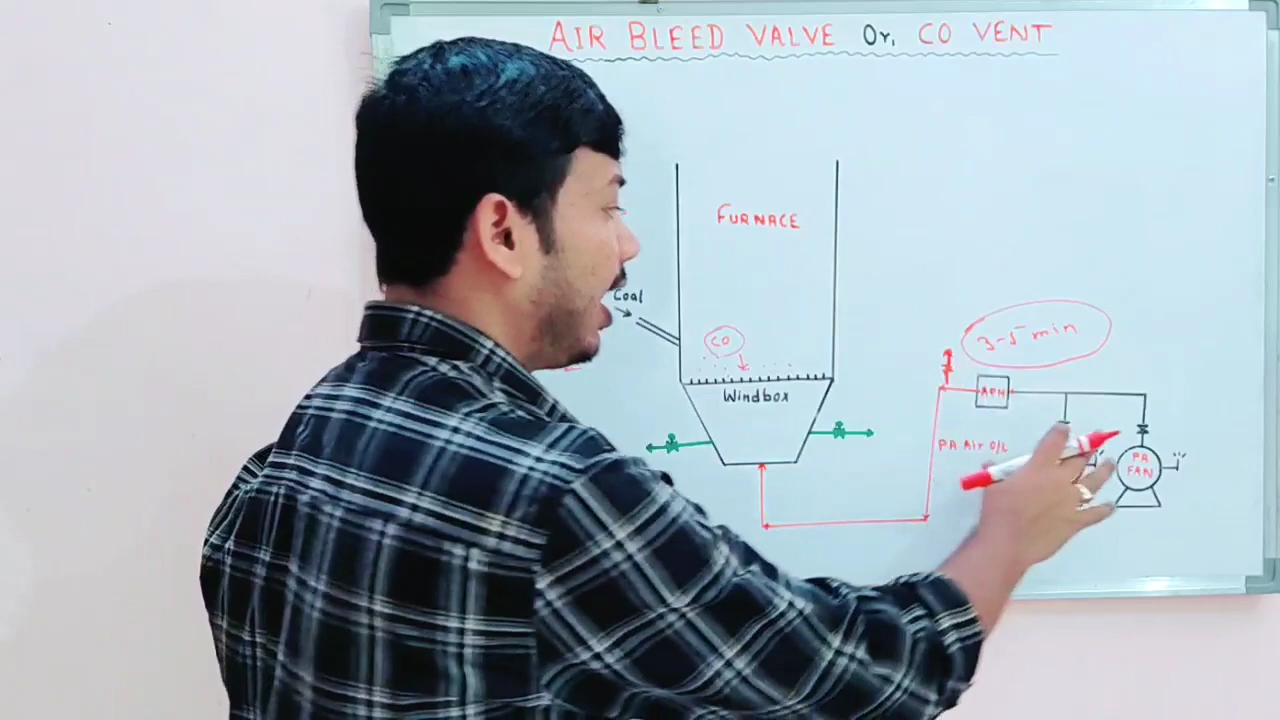 AIR BLEED VALVE Or, CO VENT
FURNACE
Coal
CO
3-5 min
Windbox
APH
PA Air O/L
PA
FAN